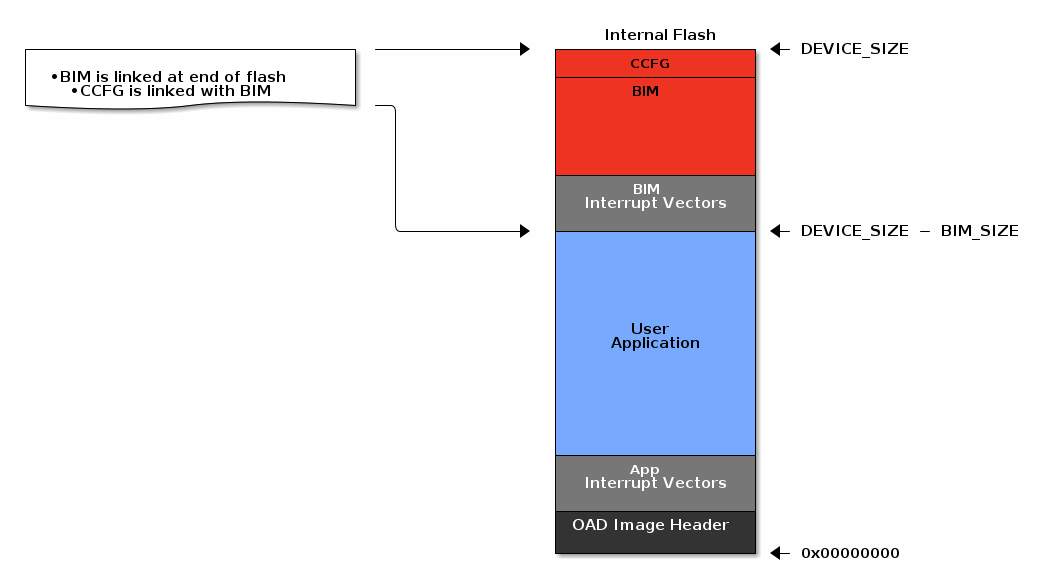 Internal Flash
DEVICE_SIZE
•BIM is linked at end of flash
•CCFG is linked with BIM
CCFG
BIM
BIM
Interrupt Vectors
DEVICE_SIZE – BIM_SIZE
User
Application
App
Interrupt Vectors
OAD Image Header
0x00000000